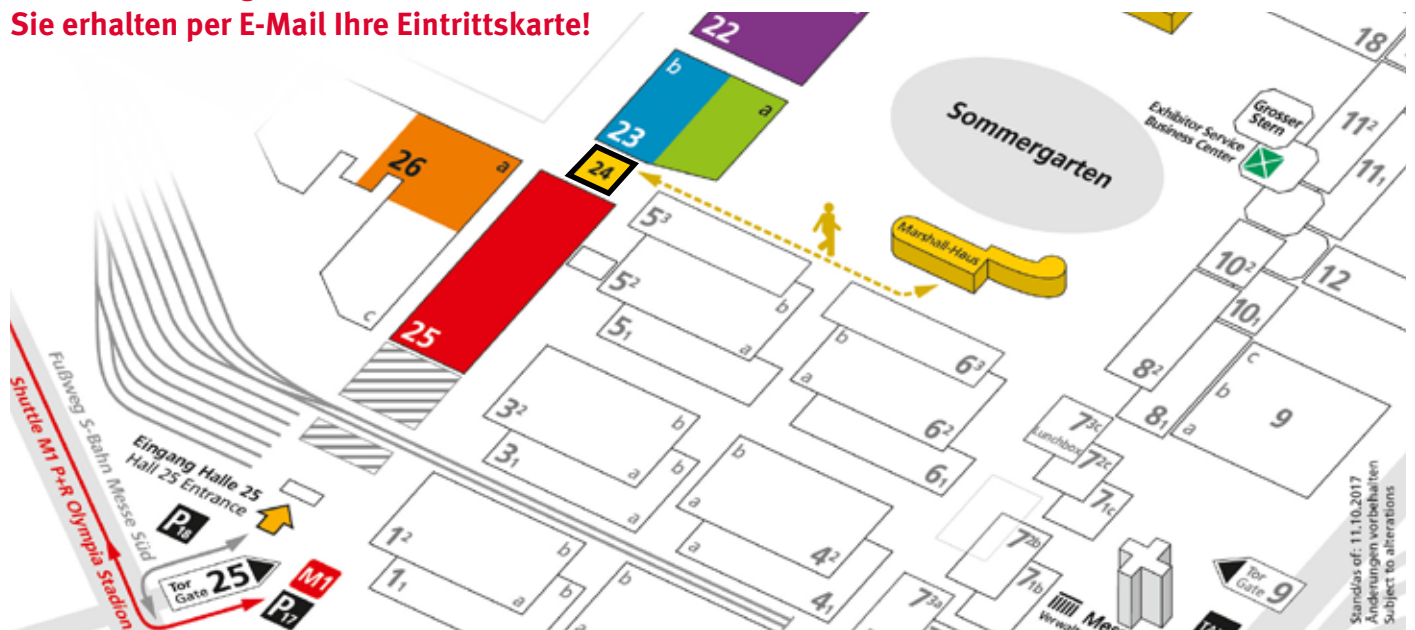 Sie erhalten per E-Mail Ihre Eintrittskarte!
22
18
b
a
23
24
Sommergarten
Exhibitor Service
Business Center
Grosser
Stern
11²
11₁
26
a
c
25
5³
5²
b
5₁
a
Marshall-Haus
10²
10₁
12
8²
8₁
c
b
a
9
b
a
6³
6²
6₁
3²
b
3₁
a
b
a
7³ᶜ
Lunchbox
7²ᶜ
7₁c
b
a
a
4²
4₁
1²
b
1₁
a
b
b
7²ᵇ
7₁b
7³ᵃ
Fußweg S-Bahn Messe Süd
Shuttle M1 P+R Olympia Stadion
Eingang Halle 25
Hall 25 Entrance
P18
Tor
Gate 25
M1
P17
Tor
Gate 9
Stand/as of: 11.10.2017
Änderungen vorbehalten
Subject to alterations